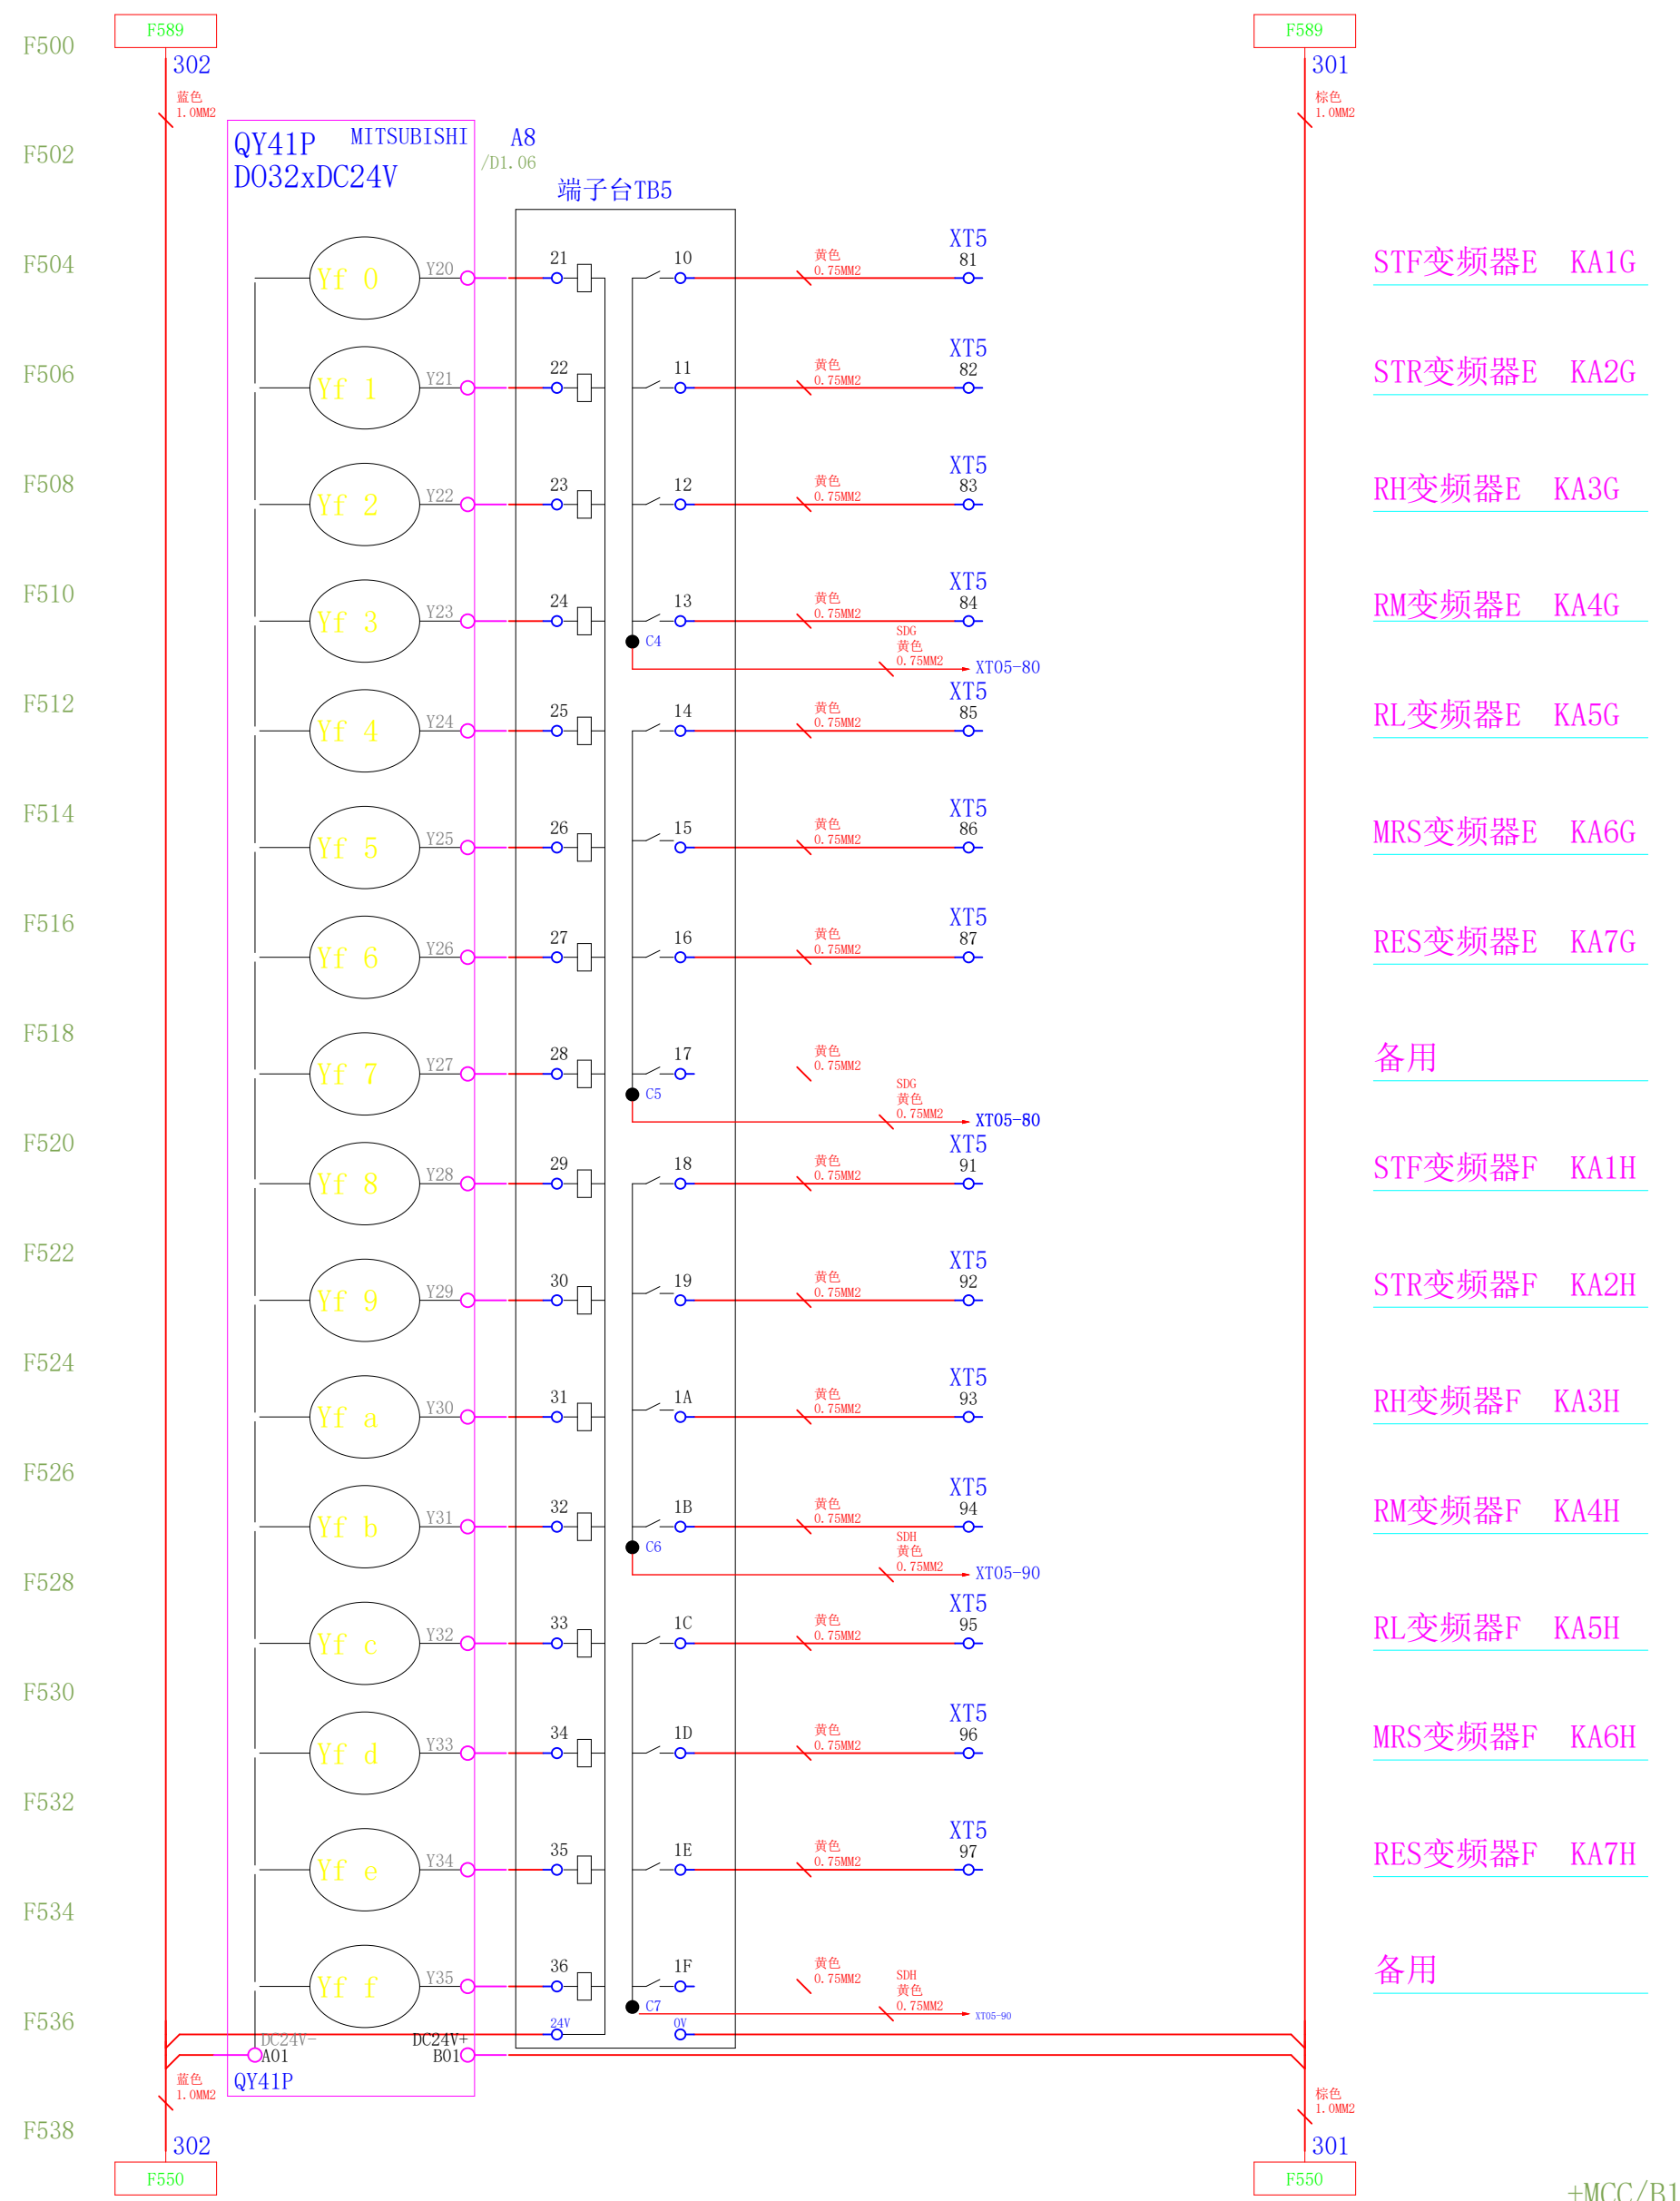 F589
F589
F500
302
301
蓝色
1.0MM2
棕色
1.0MM2
QY41P
MITSUBISHI
A8
F502
/D1.06
DO32xDC24V
端子台TB5
F504
Yf 0
Y20
21
10
黄色
0.75MM2
XT5
81
STF变频器E KA1G
F506
Yf 1
Y21
22
11
黄色
0.75MM2
XT5
82
STR变频器E KA2G
F508
Yf 2
Y22
23
12
黄色
0.75MM2
XT5
83
RH变频器E KA3G
F510
Yf 3
Y23
24
13
黄色
0.75MM2
XT5
84
RM变频器E KA4G
C4
SDG
黄色
0.75MM2
XT05-80
F512
Yf 4
Y24
25
14
黄色
0.75MM2
XT5
85
RL变频器E KA5G
F514
Yf 5
Y25
26
15
黄色
0.75MM2
XT5
86
MRS变频器E KA6G
F516
Yf 6
Y26
27
16
黄色
0.75MM2
XT5
87
RES变频器E KA7G
F518
Yf 7
Y27
28
17
黄色
0.75MM2
备用
C5
SDG
黄色
0.75MM2
XT05-80
F520
Yf 8
Y28
29
18
黄色
0.75MM2
XT5
91
STF变频器F KA1H
F522
Yf 9
Y29
30
19
黄色
0.75MM2
XT5
92
STR变频器F KA2H
F524
Yf a
Y30
31
1A
黄色
0.75MM2
XT5
93
RH变频器F KA3H
F526
Yf b
Y31
32
1B
黄色
0.75MM2
XT5
94
RM变频器F KA4H
C6
SDH
黄色
0.75MM2
XT05-90
F528
Yf c
Y32
33
1C
黄色
0.75MM2
XT5
95
RL变频器F KA5H
F530
Yf d
Y33
34
1D
黄色
0.75MM2
XT5
96
MRS变频器F KA6H
F532
Yf e
Y34
35
1E
黄色
0.75MM2
XT5
97
RES变频器F KA7H
F534
Yf f
Y35
36
1F
黄色
0.75MM2
备用
C7
SDH
黄色
0.75MM2
XT05-90
F536
24V
0V
DC24V-
DC24V+
A01
B01
QY41P
蓝色
1.0MM2
棕色
1.0MM2
F538
302
301
F550
F550
+MCC/B1